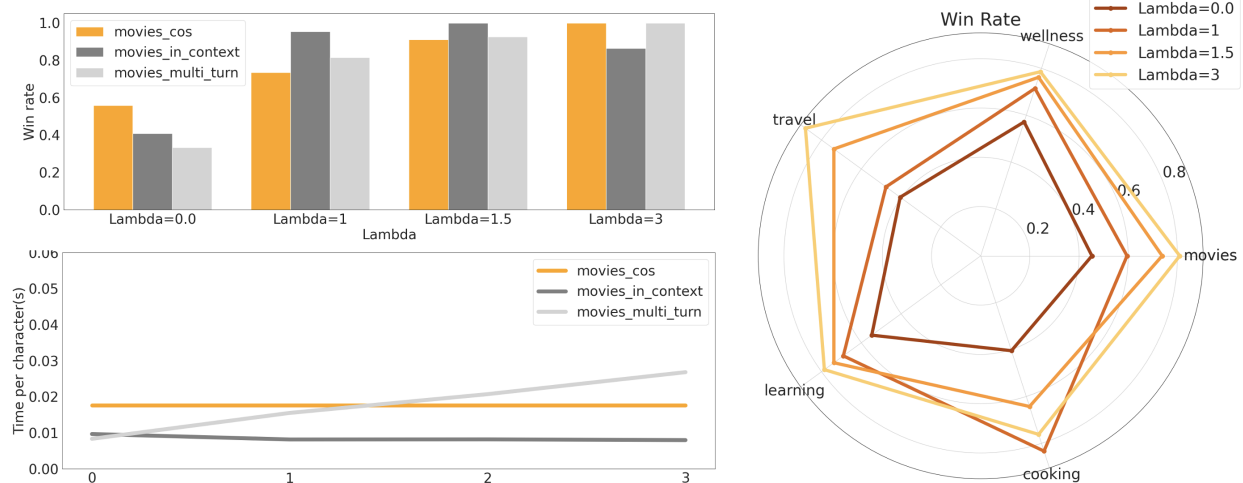 1.0
0.8
0.6
0.4
0.2
0.0
Win rate
movies_cos
movies_in_context
movies_multi_turn
Lambda=0.0
Lambda=1
Lambda=1.5
Lambda=3
Lambda
0.06
0.05
0.04
0.03
0.02
0.01
0.00
Time per character(s)
movies_cos
movies_in_context
movies_multi_turn
0
1
2
3
Win Rate
Lambda=0.0
Lambda=1
Lambda=1.5
Lambda=3
wellness
travel
0.8
0.6
0.4
0.2
movies
learning
cooking